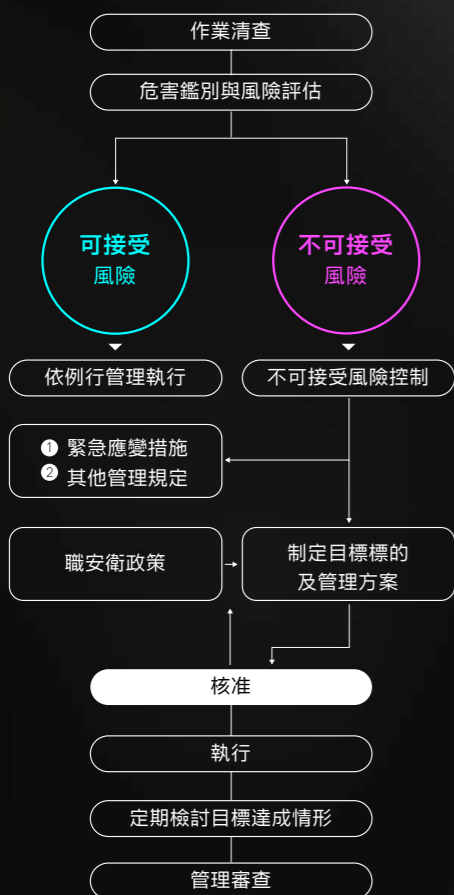 作業清查
危害鑑別與風險評估
可接受
風險
不可接受
風險
依例行管理執行
不可接受風險控制
1 緊急應變措施
2 其他管理規定
職安衛政策
制定目標標的
及管理方案
核准
執行
定期檢討目標達成情形
管理審查